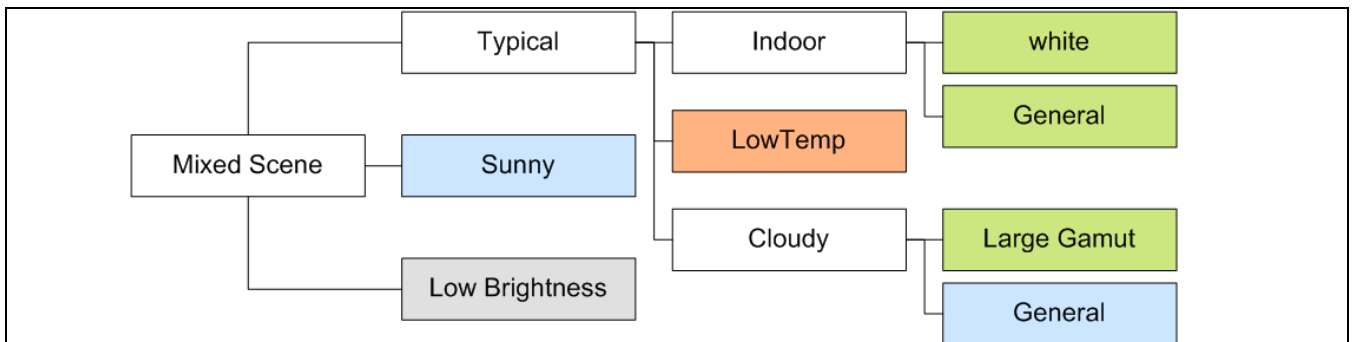 Typical
Indoor
white
General
Mixed Scene
Sunny
LowTemp
Cloudy
Large Gamut
Low Brightness
General